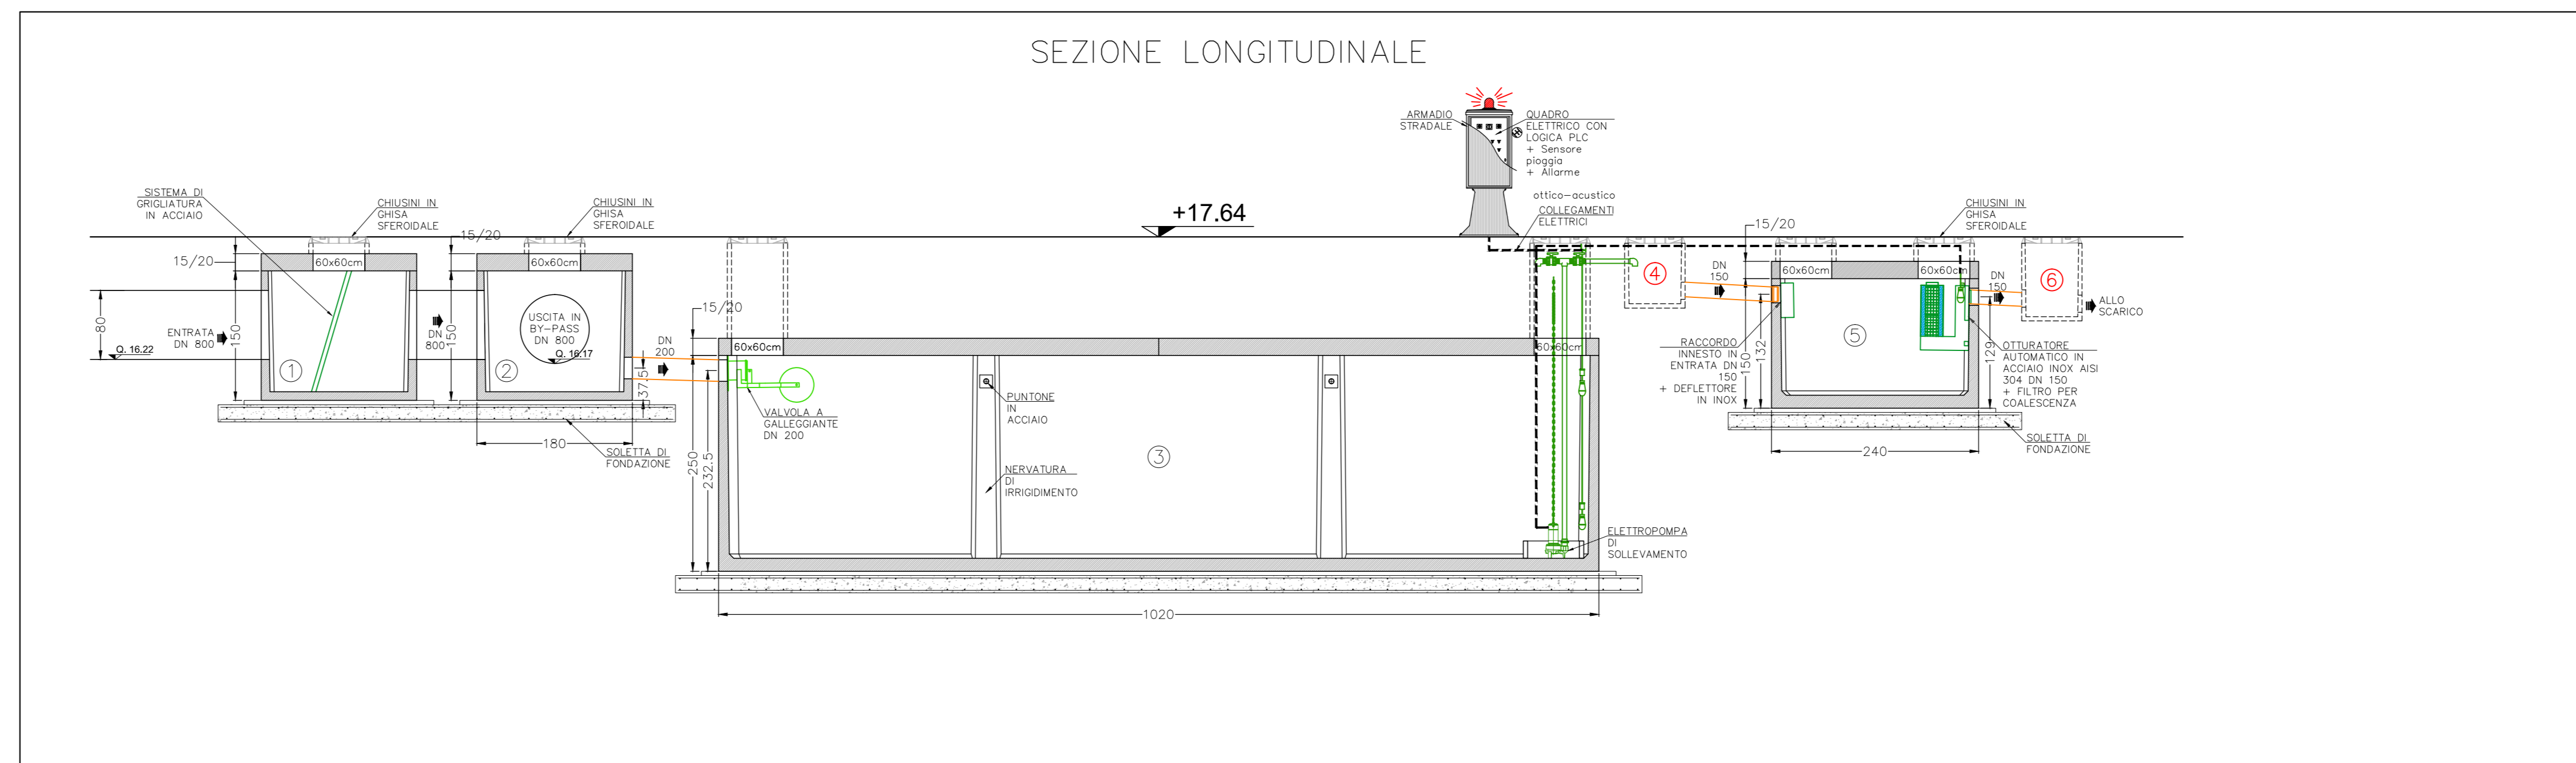 SEZIONE LONGITUDINALE
ARMADIO
STRADALE
QUADRO
ELETTRICO CON
LOGICA PLC
+ Sensore
pioggia
+ Allarme
ottico-acustico
COLLEGAMENTI
ELETTRICI
+17.64
SISTEMA DI
GRIGLIATURA
IN ACCIAIO
CHIUSINI IN
GHISA
SFEROIDALE
CHIUSINI IN
GHISA
SFEROIDALE
CHIUSINI IN
GHISA
SFEROIDALE
15/20
60x60cm
80
150
ENTRATA
DN 800
Q. 16.22
1
15/20
60x60cm
DN
800
150
USCITA IN
BY-PASS
DN 800
Q. 16.17
2
180
SOLETTA DI
FONDAZIONE
DN
200
37.5
15/20
60x60cm
VALVOLA A
GALLEGGIANTE
DN 200
250
232.5
PUNTONE
IN
ACCIAIO
NERVATURA
DI
IRRIGIDIMENTO
3
60x60cm
ELETTROPOMPA
DI
SOLLEVAMENTO
1020
4
DN
150
15/20
60x60cm
60x60cm
RACCORDO
INNESTO IN
ENTRATA DN
150
+ DEFLETTORE
IN INOX
150
132
5
240
DN
150
129
OTTURATORE
AUTOMATICO IN
ACCIAIO INOX AISI
304 DN 150
+ FILTRO PER
COALESCENZA
SOLETTA DI
FONDAZIONE
6
ALLO
SCARICO